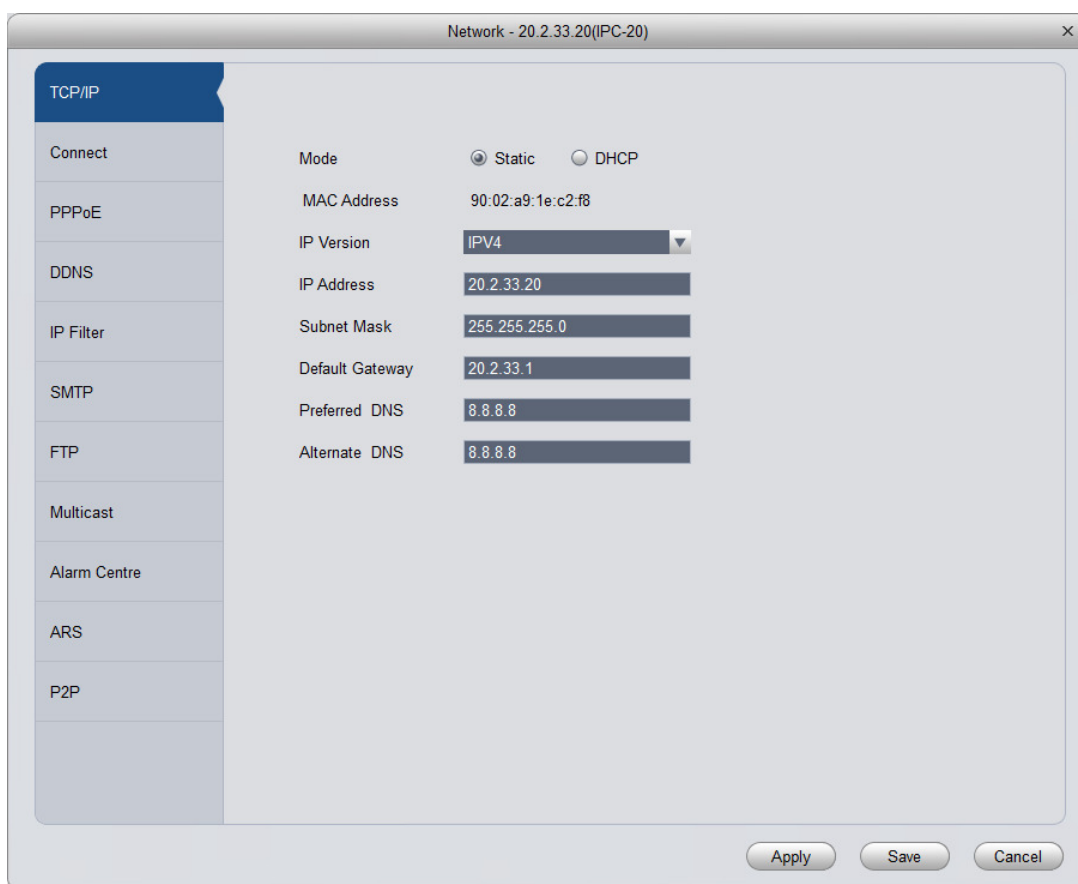 Network - 20.2.33.20(IPC-20)
TCP/IP
Connect
PPPoE
DDNS
IP Filter
SMTP
FTP
Multicast
Alarm Centre
ARS
P2P
Mode Static DHCP
MAC Address 90:02:a9:1e:c2:f8
IP Version IPV4
IP Address 20.2.33.20
Subnet Mask 255.255.255.0
Default Gateway 20.2.33.1
Preferred DNS 8.8.8.8
Alternate DNS 8.8.8.8
Apply Save Cancel